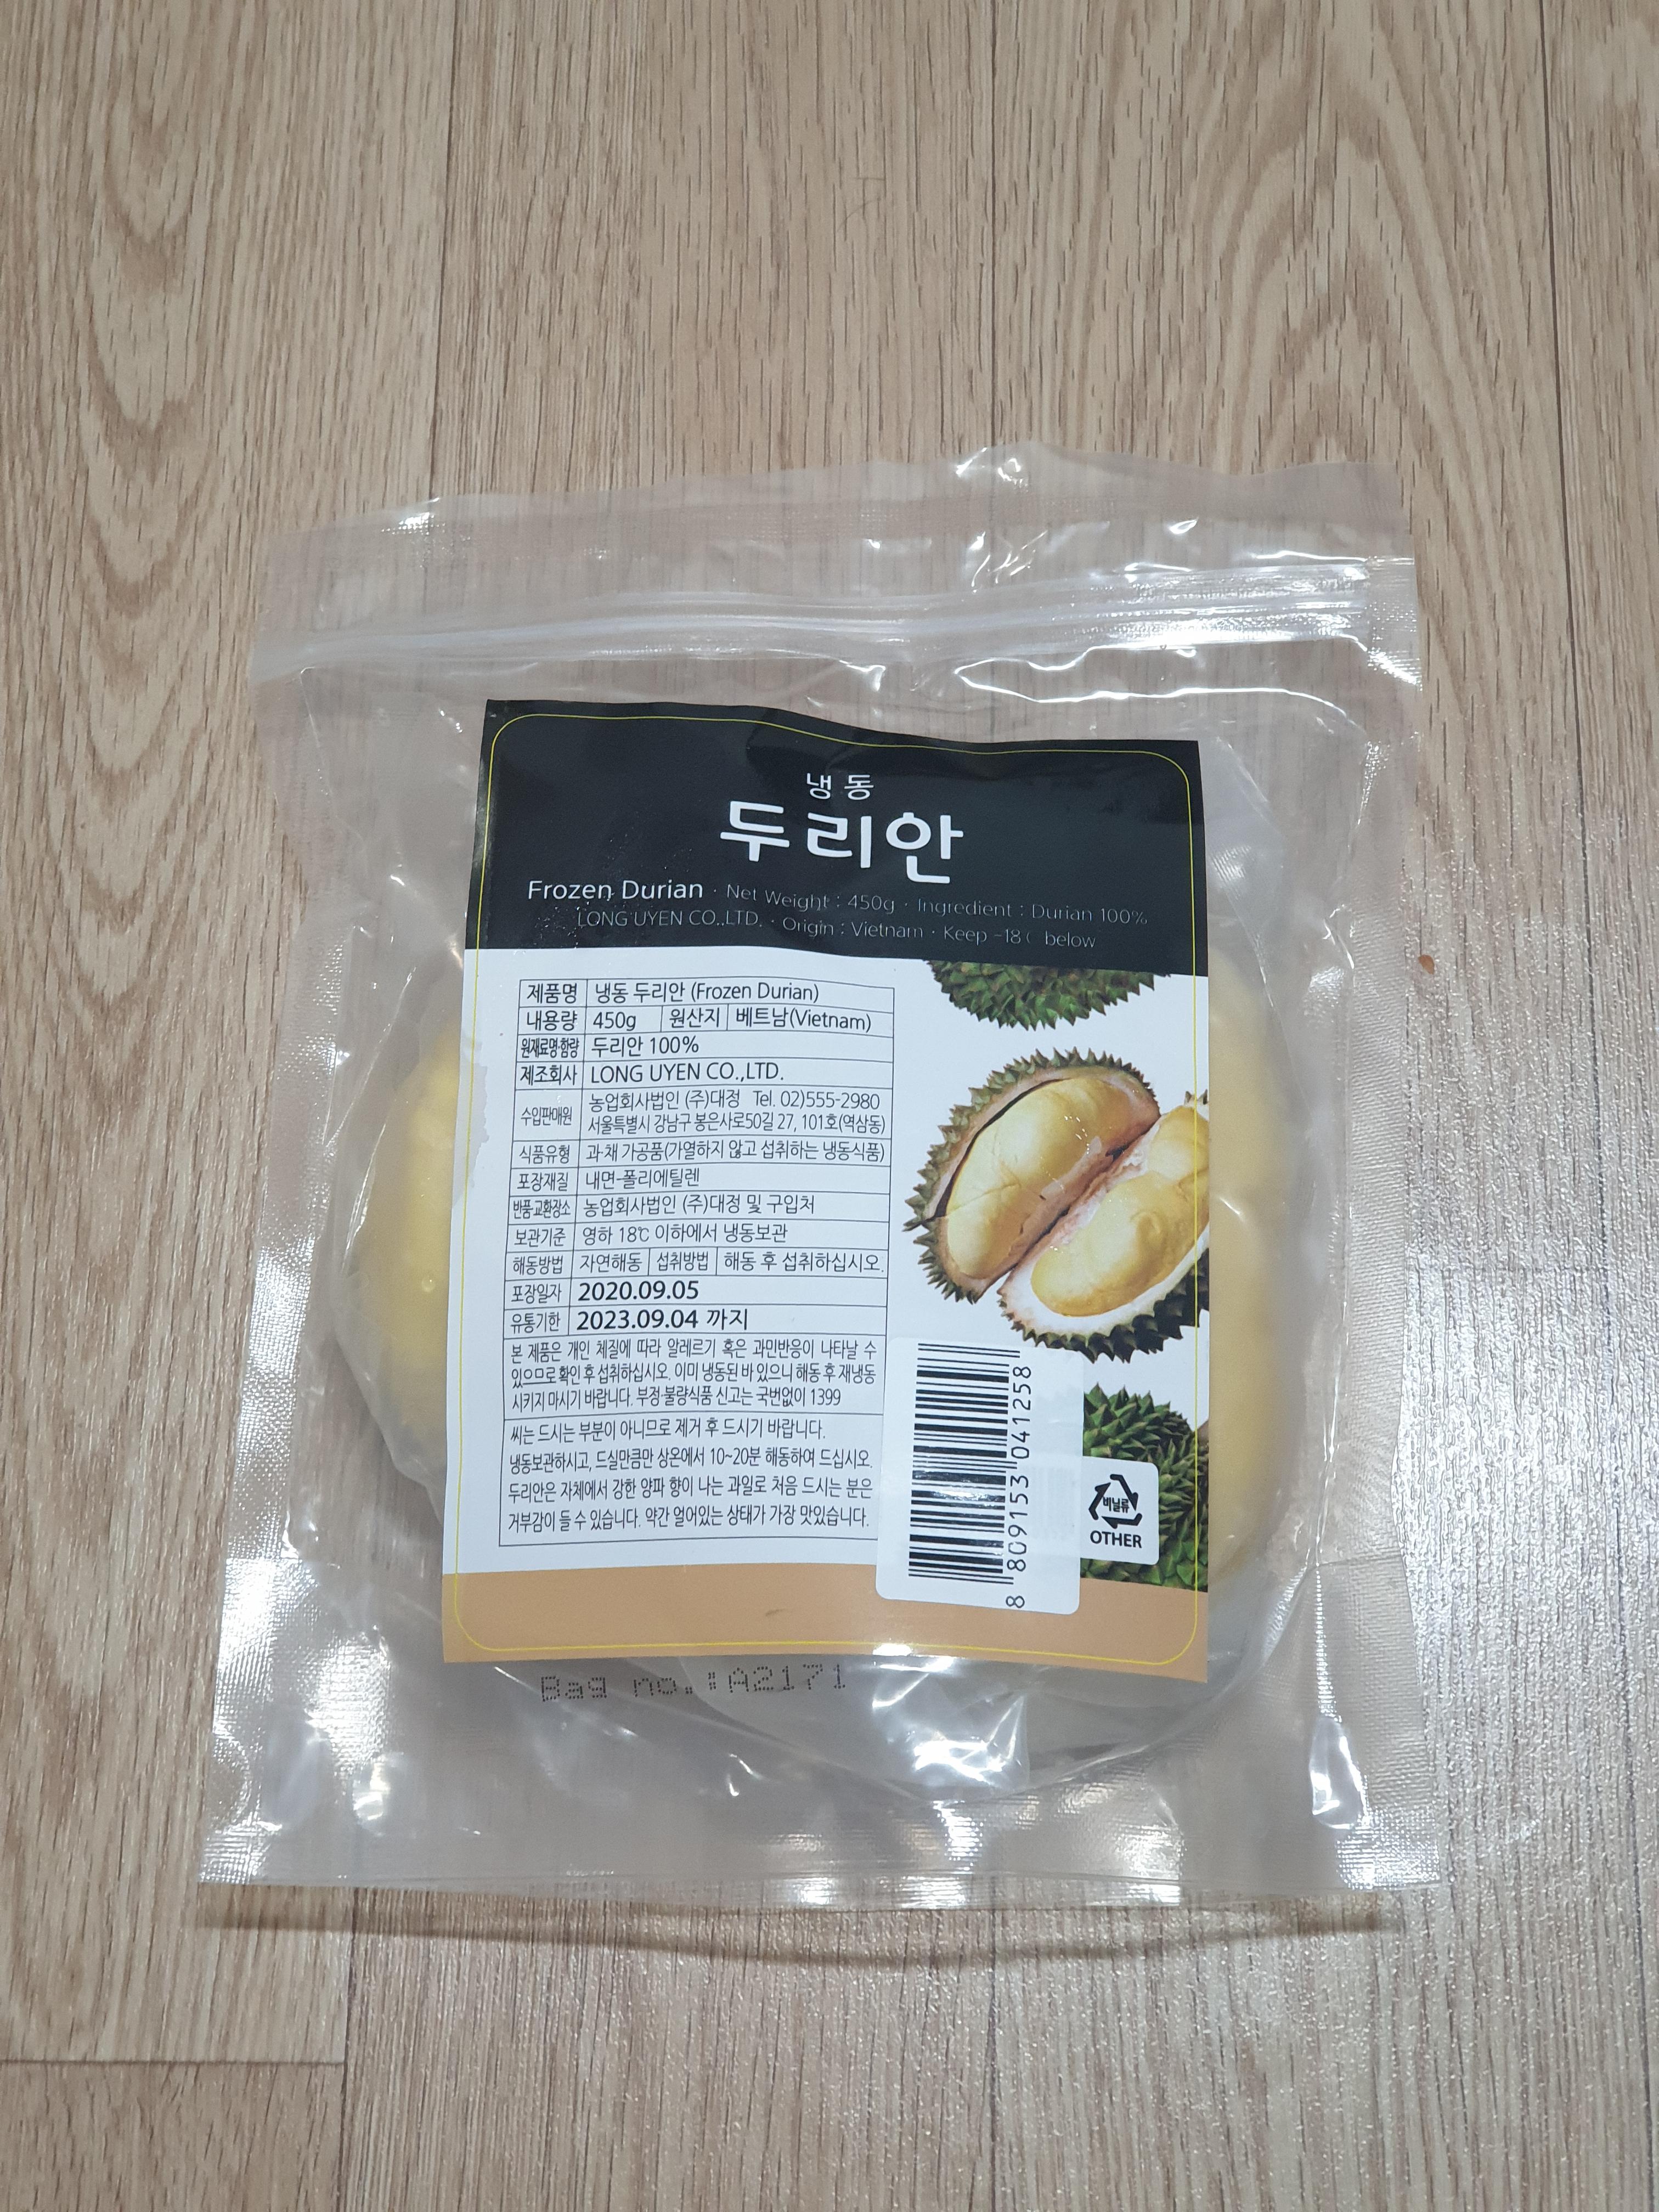 냉동
두리안
Frozen Durian · Net Weight : 450g · Ingredient : Durian 100%
LONG UYEN CO.,LTD. · Origin : Vietnam · Keep -18℃ below
제품명 냉동 두리안 (Frozen Durian)
내용량 450g 원산지 베트남(Vietnam)
원재료명·함량 두리안 100%
제조회사 LONG UYEN CO.,LTD.
수입판매원 농업회사법인 (주)대정 Tel. 02)555-2980
서울특별시 강남구 봉은사로50길 27, 101호(역삼동)
식품유형 과·채 가공품(가열하지 않고 섭취하는 냉동식품)
포장재질 내면-폴리에틸렌
반품·교환장소 농업회사법인 (주)대정 및 구입처
보관기준 영하 18℃ 이하에서 냉동보관
해동방법 자연해동 섭취방법 해동 후 섭취하십시오.
포장일자 2020.09.05
유통기한 2023.09.04 까지
본 제품은 개인 체질에 따라 알레르기 혹은 과민반응이 나타날 수
있으므로 확인 후 섭취하십시오. 이미 냉동된 바 있으니 해동 후 재냉동
시키지 마시기 바랍니다. 부정·불량식품 신고는 국번없이 1399
씨는 드시는 부분이 아니므로 제거 후 드시기 바랍니다.
냉동보관하시고, 드실만큼만 상온에서 10~20분 해동하여 드십시오.
두리안은 자체에서 강한 양파 향이 나는 과일로 처음 드시는 분은
거부감이 들 수 있습니다. 약간 얼어있는 상태가 가장 맛있습니다.
8 809153 041258
비닐류
OTHER
Bag no.:A2171